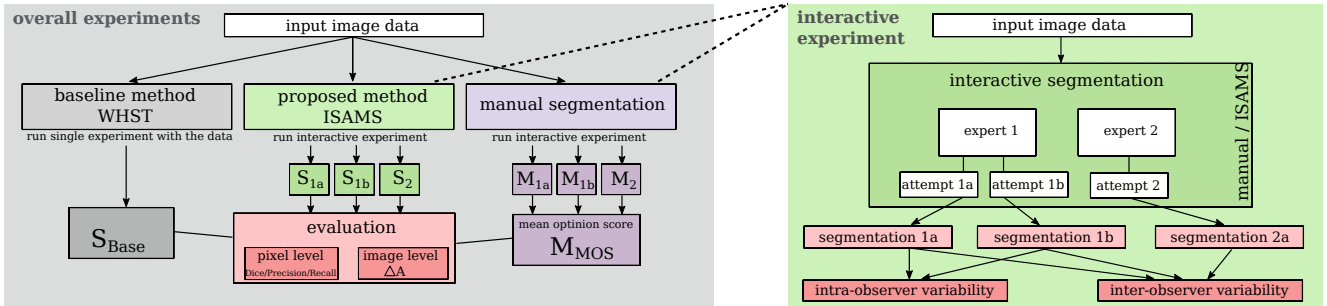 overall experiments
input image data
baseline method
WHST
proposed method
ISAMS
manual segmentation
run single experiment with the data
run interactive experiment
run interactive experiment
S1a
S1b
S2
M1a
M1b
M2
SBase
evaluation
pixel level
Dice/Precision/Recall
image level
△A
mean optinion score
MMOS
interactive
experiment
input image data
interactive segmentation
manual / ISAMS
expert 1
expert 2
attempt 1a
attempt 1b
attempt 2
segmentation 1a
segmentation 1b
segmentation 2a
intra-observer variability
inter-observer variability